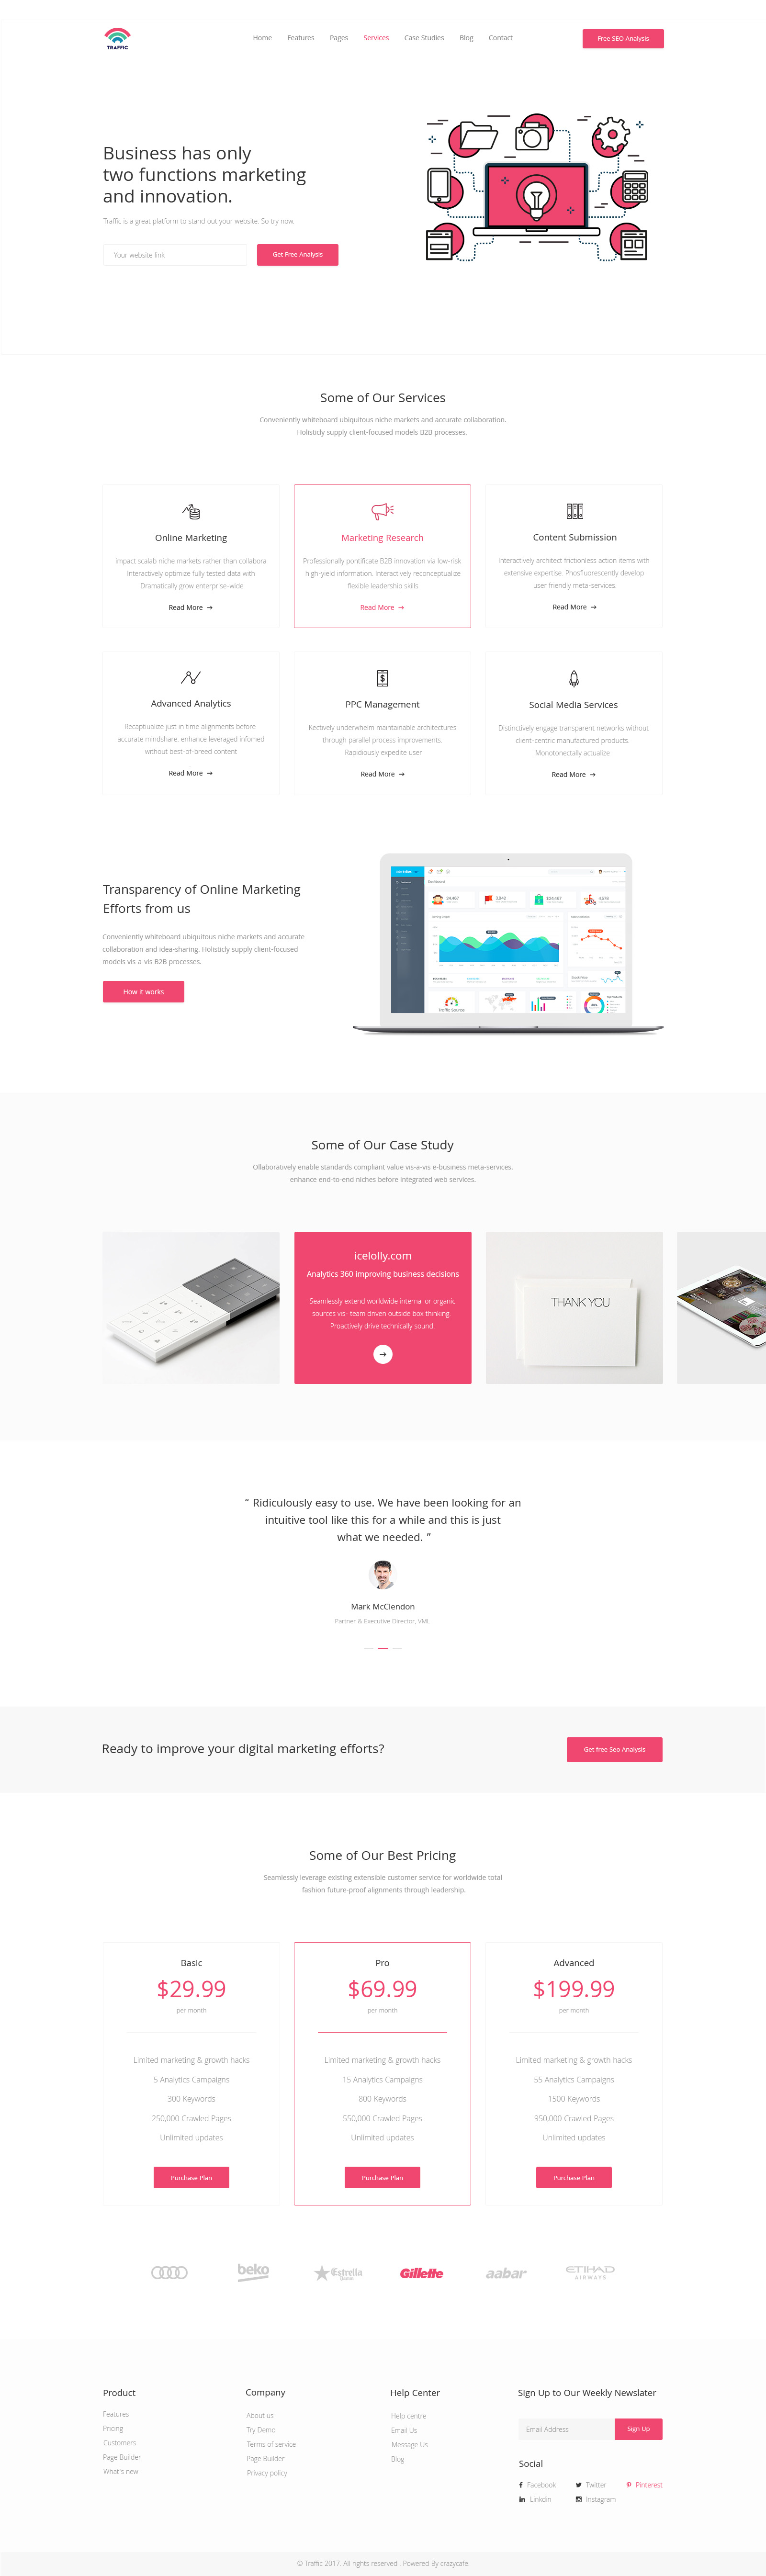 TRAFFIC
Home Features Pages Services Case Studies Blog Contact
Free SEO Analysis
Business has only
two functions marketing
and innovation.
Traffic is a great platform to stand out your website. So try now.
Your website link
Get Free Analysis
Some of Our Services
Conveniently whiteboard ubiquitous niche markets and accurate collaboration.
Holisticly supply client-focused models B2B processes.
Online Marketing
impact scalab niche markets rather than collabora
Interactively optimize fully tested data with
Dramatically grow enterprise-wide
Read More →
Marketing Research
Professionally pontificate B2B innovation via low-risk
high-yield information. Interactively reconceptualize
flexible leadership skills
Read More →
Content Submission
Interactively architect frictionless action items with
extensive expertise. Phosfluorescently develop
user friendly meta-services.
Read More →
Advanced Analytics
Recaptiualize just in time alignments before
accurate mindshare. enhance leveraged infomed
without best-of-breed content
Read More →
PPC Management
Kectively underwhelm maintainable architectures
through parallel process improvements.
Rapidiously expedite user
Read More →
Social Media Services
Distinctively engage transparent networks without
client-centric manufactured products.
Monotonectally actualize
Read More →
Transparency of Online Marketing
Efforts from us
Conveniently whiteboard ubiquitous niche markets and accurate
collaboration and idea-sharing. Holisticly supply client-focused
models vis-a-vis B2B processes.
How it works
Dashboard
Traffic Source
Some of Our Case Study
Ollaboratively enable standards compliant value vis-a-vis e-business meta-services.
enhance end-to-end niches before integrated web services.
icelolly.com
Analytics 360 improving business decisions
Seamlessly extend worldwide internal or organic
sources vis- team driven outside box thinking.
Proactively drive technically sound.
THANK YOU
“ Ridiculously easy to use. We have been looking for an
intuitive tool like this for a while and this is just
what we needed. ”
Mark McClendon
Partner & Executive Director, VML
Ready to improve your digital marketing efforts?
Get free Seo Analysis
Some of Our Best Pricing
Seamlessly leverage existing extensible customer service for worldwide total
fashion future-proof alignments through leadership.
Basic
$29.99
per month
Limited marketing & growth hacks
5 Analytics Campaigns
300 Keywords
250,000 Crawled Pages
Unlimited updates
Purchase Plan
Pro
$69.99
per month
Limited marketing & growth hacks
15 Analytics Campaigns
800 Keywords
550,000 Crawled Pages
Unlimited updates
Purchase Plan
Advanced
$199.99
per month
Limited marketing & growth hacks
55 Analytics Campaigns
1500 Keywords
950,000 Crawled Pages
Unlimited updates
Purchase Plan
beko
Estrella
Damm
Gillette
aabar
ETIHAD
AIRWAYS
Product
Features
Pricing
Customers
Page Builder
What's new
Company
About us
Try Demo
Terms of service
Page Builder
Privacy policy
Help Center
Help centre
Email Us
Message Us
Blog
Sign Up to Our Weekly Newslater
Email Address
Sign Up
Social
Facebook Twitter Pinterest
Linkdin Instagram
© Traffic 2017. All rights reserved . Powered By crazycafe.